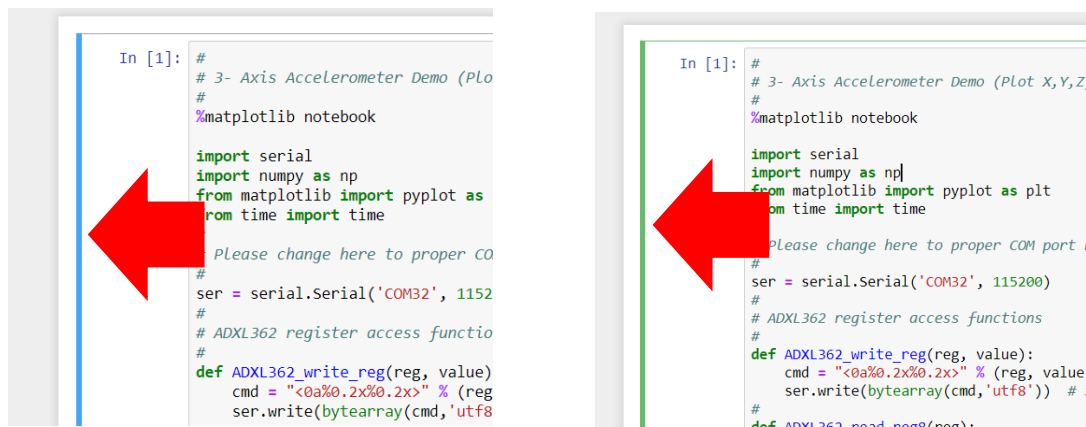 In [1]: #
# 3- Axis Accelerometer Demo (Plo
#
%matplotlib notebook
import serial
import numpy as np
from matplotlib import pyplot as
rom time import time
Please change here to proper CO
#
ser = serial.Serial('COM32', 1152
#
# ADXL362 register access functio
#
def ADXL362_write_reg(reg, value)
cmd = "<0a%0.2x%0.2x>" % (reg
ser.write(bytearray(cmd,'utf8
In [1]: #
# 3- Axis Accelerometer Demo (Plot X,Y,Z,
#
%matplotlib notebook
import serial
import numpy as np
from matplotlib import pyplot as plt
om time import time
Please change here to proper COM port
#
ser = serial.Serial('COM32', 115200)
#
# ADXL362 register access functions
#
def ADXL362_write_reg(reg, value):
cmd = "<0a%0.2x%0.2x>" % (reg, value
ser.write(bytearray(cmd,'utf8')) #
#
def ADXL362_read_reg8(reg):